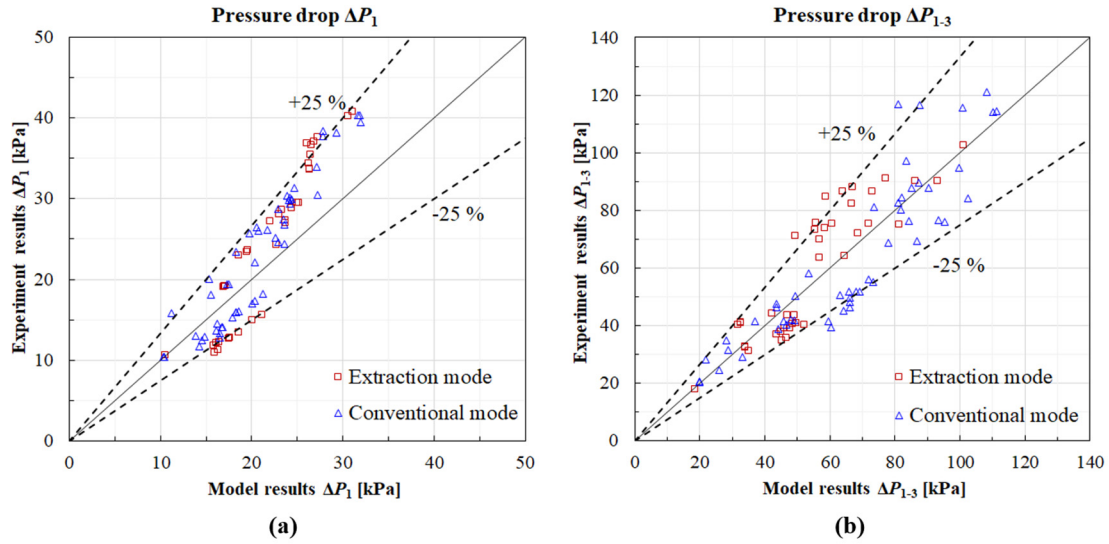 Pressure drop ΔP₁
50
40
30
20
10
0
0
10
20
30
40
50
Experiment results ΔP₁ [kPa]
Model results ΔP₁ [kPa]
+25 %
-25 %
Extraction mode
Conventional mode
(a)
Pressure drop ΔP₁₋₃
140
120
100
80
60
40
20
0
0
20
40
60
80
100
120
140
Experiment results ΔP₁₋₃ [kPa]
Model results ΔP₁₋₃ [kPa]
+25 %
-25 %
Extraction mode
Conventional mode
(b)